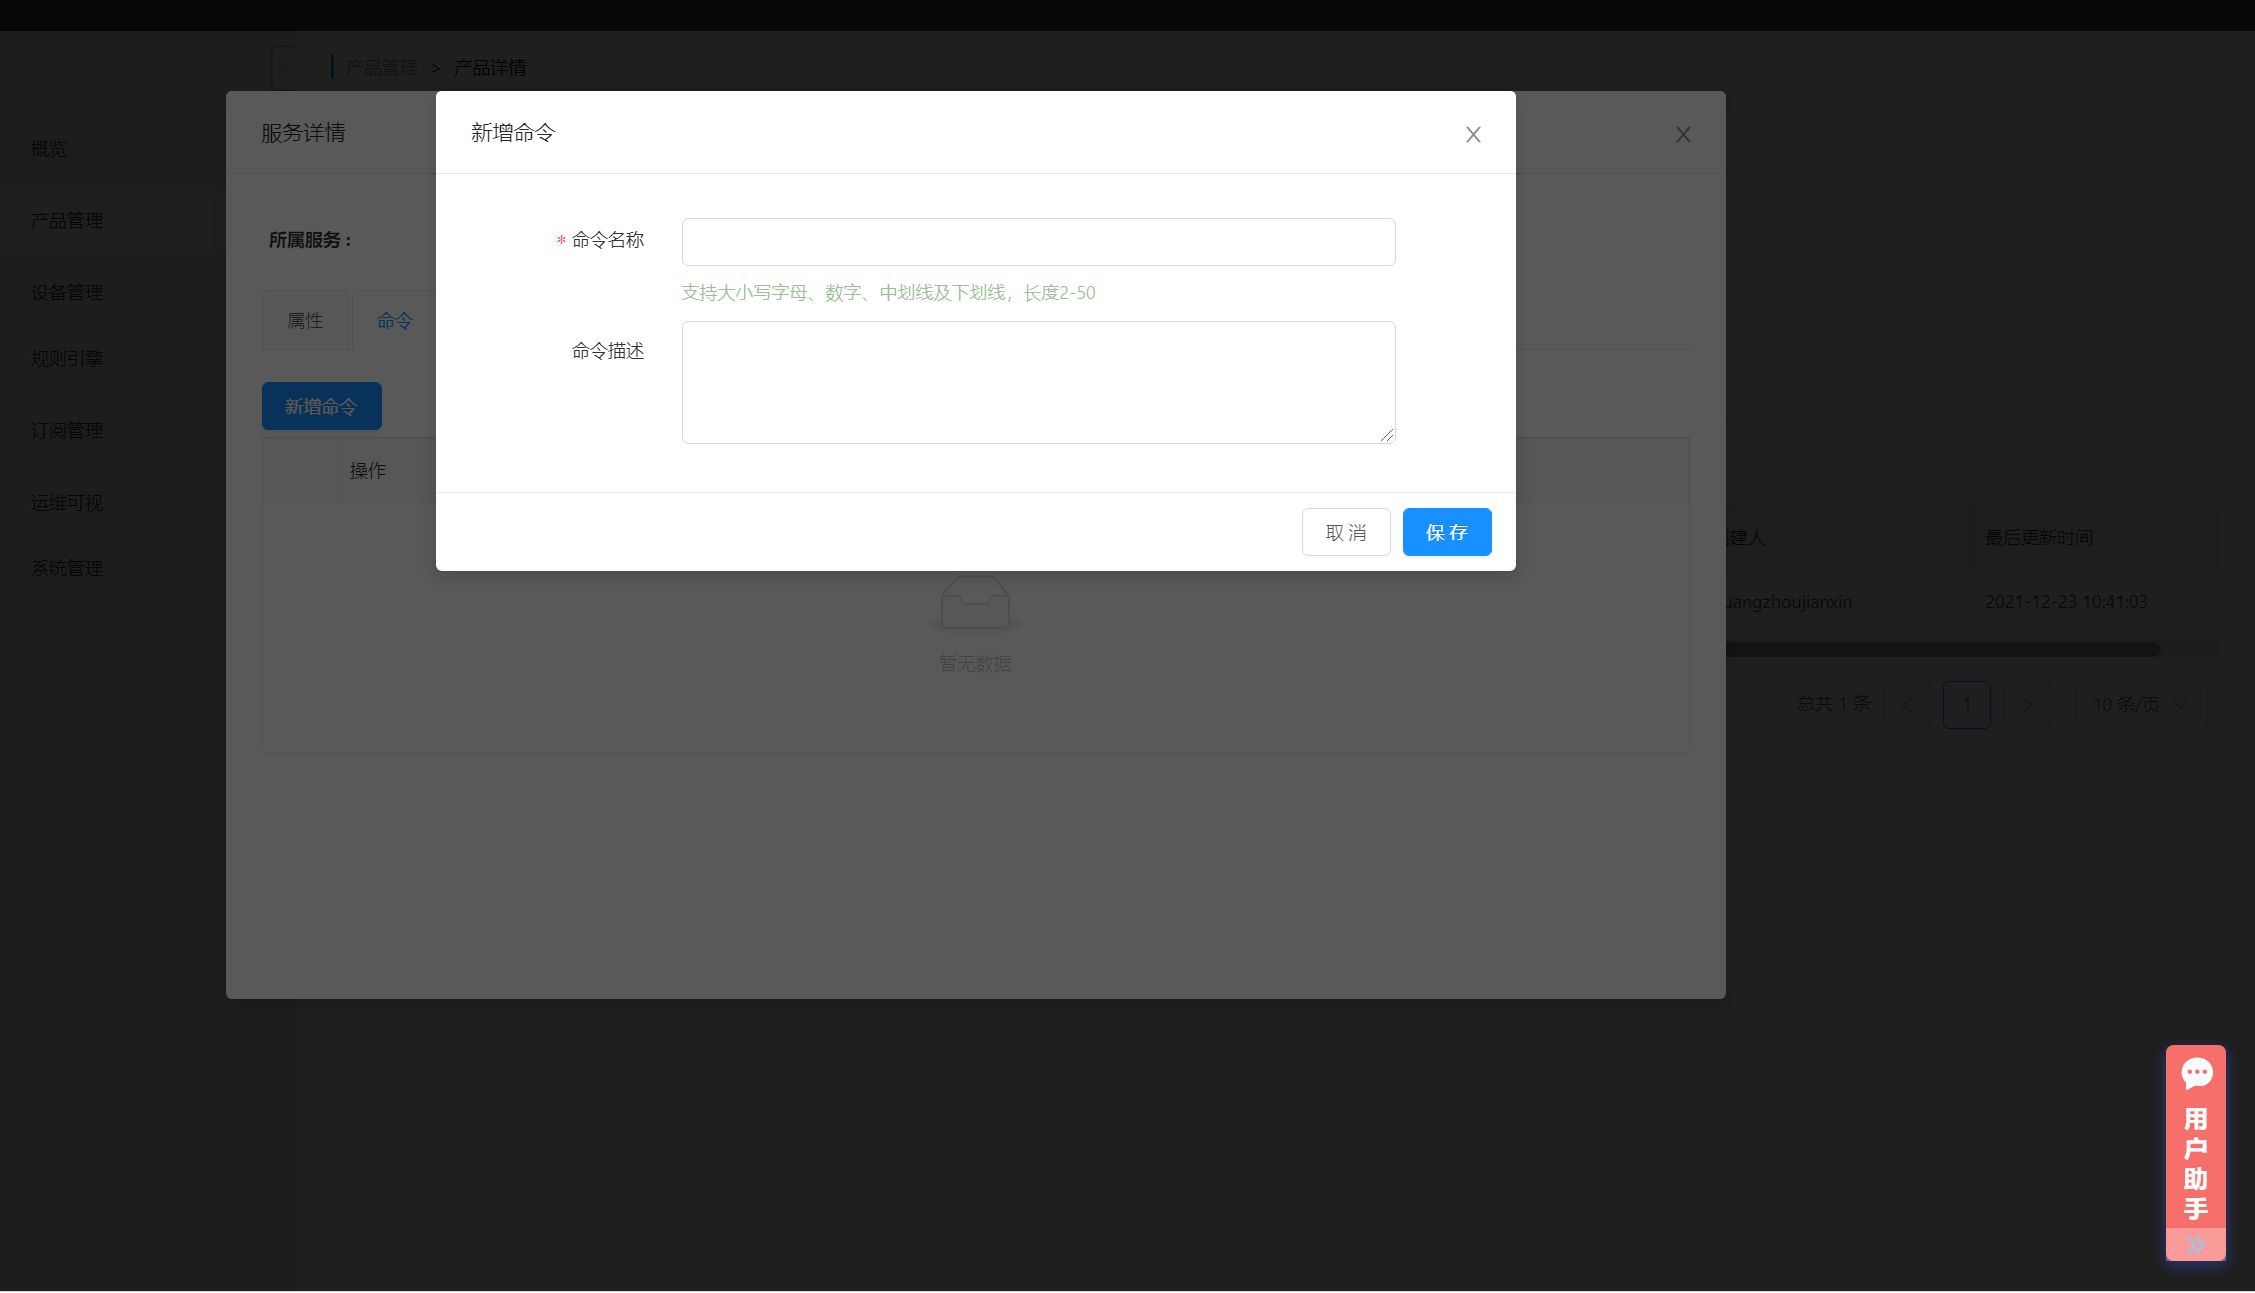 产品管理 > 产品详情
概览
产品管理
设备管理
规则引擎
订阅管理
运维可视
系统管理
服务详情
所属服务：
属性
命令
新增命令
操作
暂无数据
新增命令
* 命令名称
支持大小写字母、数字、中划线及下划线，长度2-50
命令描述
取 消
保 存
建人
最后更新时间
uangzhoujianxin
2021-12-23 10:41:03
总共 1 条
1
10 条/页
用户助手